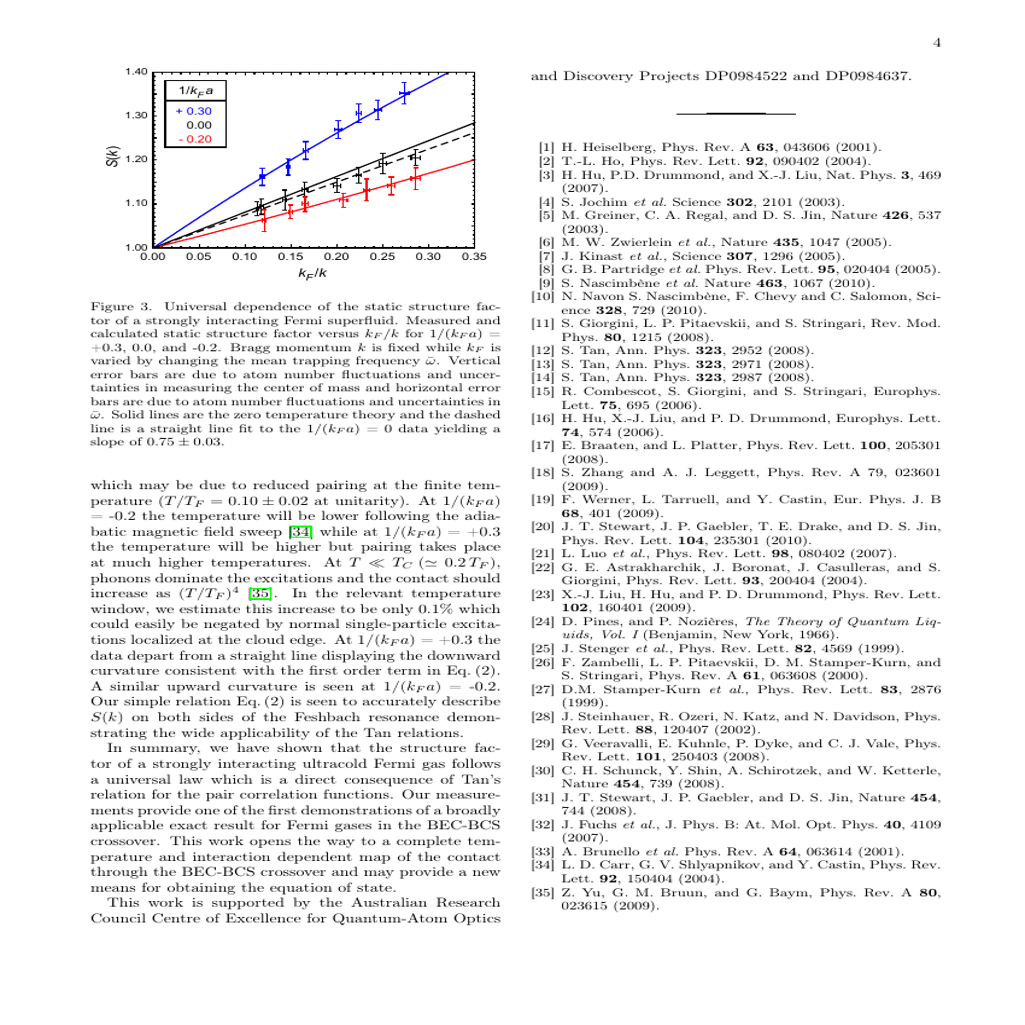 4
1.40
1.30
1.20
1.10
1.00
S(k)
1/k_F a
+ 0.30
0.00
- 0.20
0.00 0.05 0.10 0.15 0.20 0.25 0.30 0.35
k_F/k
Figure 3. Universal dependence of the static structure fac-
tor of a strongly interacting Fermi superfluid. Measured and
calculated static structure factor versus k_F/k for 1/(k_F a) =
+0.3, 0.0, and -0.2. Bragg momentum k is fixed while k_F is
varied by changing the mean trapping frequency ω̄. Vertical
error bars are due to atom number fluctuations and uncer-
tainties in measuring the center of mass and horizontal error
bars are due to atom number fluctuations and uncertainties in
ω̄. Solid lines are the zero temperature theory and the dashed
line is a straight line fit to the 1/(k_F a) = 0 data yielding a
slope of 0.75 ± 0.03.
which may be due to reduced pairing at the finite tem-
perature (T/T_F = 0.10 ± 0.02 at unitarity). At 1/(k_F a)
= -0.2 the temperature will be lower following the adia-
batic magnetic field sweep [34] while at 1/(k_F a) = +0.3
the temperature will be higher but pairing takes place
at much higher temperatures. At T ≪ T_C (≃ 0.2 T_F),
phonons dominate the excitations and the contact should
increase as (T/T_F)^4 [35]. In the relevant temperature
window, we estimate this increase to be only 0.1% which
could easily be negated by normal single-particle excita-
tions localized at the cloud edge. At 1/(k_F a) = +0.3 the
data depart from a straight line displaying the downward
curvature consistent with the first order term in Eq. (2).
A similar upward curvature is seen at 1/(k_F a) = -0.2.
Our simple relation Eq. (2) is seen to accurately describe
S(k) on both sides of the Feshbach resonance demon-
strating the wide applicability of the Tan relations.
In summary, we have shown that the structure fac-
tor of a strongly interacting ultracold Fermi gas follows
a universal law which is a direct consequence of Tan's
relation for the pair correlation functions. Our measure-
ments provide one of the first demonstrations of a broadly
applicable exact result for Fermi gases in the BEC-BCS
crossover. This work opens the way to a complete tem-
perature and interaction dependent map of the contact
through the BEC-BCS crossover and may provide a new
means for obtaining the equation of state.
This work is supported by the Australian Research
Council Centre of Excellence for Quantum-Atom Optics
and Discovery Projects DP0984522 and DP0984637.
[1] H. Heiselberg, Phys. Rev. A 63, 043606 (2001).
[2] T.-L. Ho, Phys. Rev. Lett. 92, 090402 (2004).
[3] H. Hu, P.D. Drummond, and X.-J. Liu, Nat. Phys. 3, 469
(2007).
[4] S. Jochim et al. Science 302, 2101 (2003).
[5] M. Greiner, C. A. Regal, and D. S. Jin, Nature 426, 537
(2003).
[6] M. W. Zwierlein et al., Nature 435, 1047 (2005).
[7] J. Kinast et al., Science 307, 1296 (2005).
[8] G. B. Partridge et al. Phys. Rev. Lett. 95, 020404 (2005).
[9] S. Nascimbène et al. Nature 463, 1067 (2010).
[10] N. Navon S. Nascimbène, F. Chevy and C. Salomon, Sci-
ence 328, 729 (2010).
[11] S. Giorgini, L. P. Pitaevskii, and S. Stringari, Rev. Mod.
Phys. 80, 1215 (2008).
[12] S. Tan, Ann. Phys. 323, 2952 (2008).
[13] S. Tan, Ann. Phys. 323, 2971 (2008).
[14] S. Tan, Ann. Phys. 323, 2987 (2008).
[15] R. Combescot, S. Giorgini, and S. Stringari, Europhys.
Lett. 75, 695 (2006).
[16] H. Hu, X.-J. Liu, and P. D. Drummond, Europhys. Lett.
74, 574 (2006).
[17] E. Braaten, and L. Platter, Phys. Rev. Lett. 100, 205301
(2008).
[18] S. Zhang and A. J. Leggett, Phys. Rev. A 79, 023601
(2009).
[19] F. Werner, L. Tarruell, and Y. Castin, Eur. Phys. J. B
68, 401 (2009).
[20] J. T. Stewart, J. P. Gaebler, T. E. Drake, and D. S. Jin,
Phys. Rev. Lett. 104, 235301 (2010).
[21] L. Luo et al., Phys. Rev. Lett. 98, 080402 (2007).
[22] G. E. Astrakharchik, J. Boronat, J. Casulleras, and S.
Giorgini, Phys. Rev. Lett. 93, 200404 (2004).
[23] X.-J. Liu, H. Hu, and P. D. Drummond, Phys. Rev. Lett.
102, 160401 (2009).
[24] D. Pines, and P. Nozières, The Theory of Quantum Liq-
uids, Vol. I (Benjamin, New York, 1966).
[25] J. Stenger et al., Phys. Rev. Lett. 82, 4569 (1999).
[26] F. Zambelli, L. P. Pitaevskii, D. M. Stamper-Kurn, and
S. Stringari, Phys. Rev. A 61, 063608 (2000).
[27] D.M. Stamper-Kurn et al., Phys. Rev. Lett. 83, 2876
(1999).
[28] J. Steinhauer, R. Ozeri, N. Katz, and N. Davidson, Phys.
Rev. Lett. 88, 120407 (2002).
[29] G. Veeravalli, E. Kuhnle, P. Dyke, and C. J. Vale, Phys.
Rev. Lett. 101, 250403 (2008).
[30] C. H. Schunck, Y. Shin, A. Schirotzek, and W. Ketterle,
Nature 454, 739 (2008).
[31] J. T. Stewart, J. P. Gaebler, and D. S. Jin, Nature 454,
744 (2008).
[32] J. Fuchs et al., J. Phys. B: At. Mol. Opt. Phys. 40, 4109
(2007).
[33] A. Brunello et al. Phys. Rev. A 64, 063614 (2001).
[34] L. D. Carr, G. V. Shlyapnikov, and Y. Castin, Phys. Rev.
Lett. 92, 150404 (2004).
[35] Z. Yu, G. M. Bruun, and G. Baym, Phys. Rev. A 80,
023615 (2009).